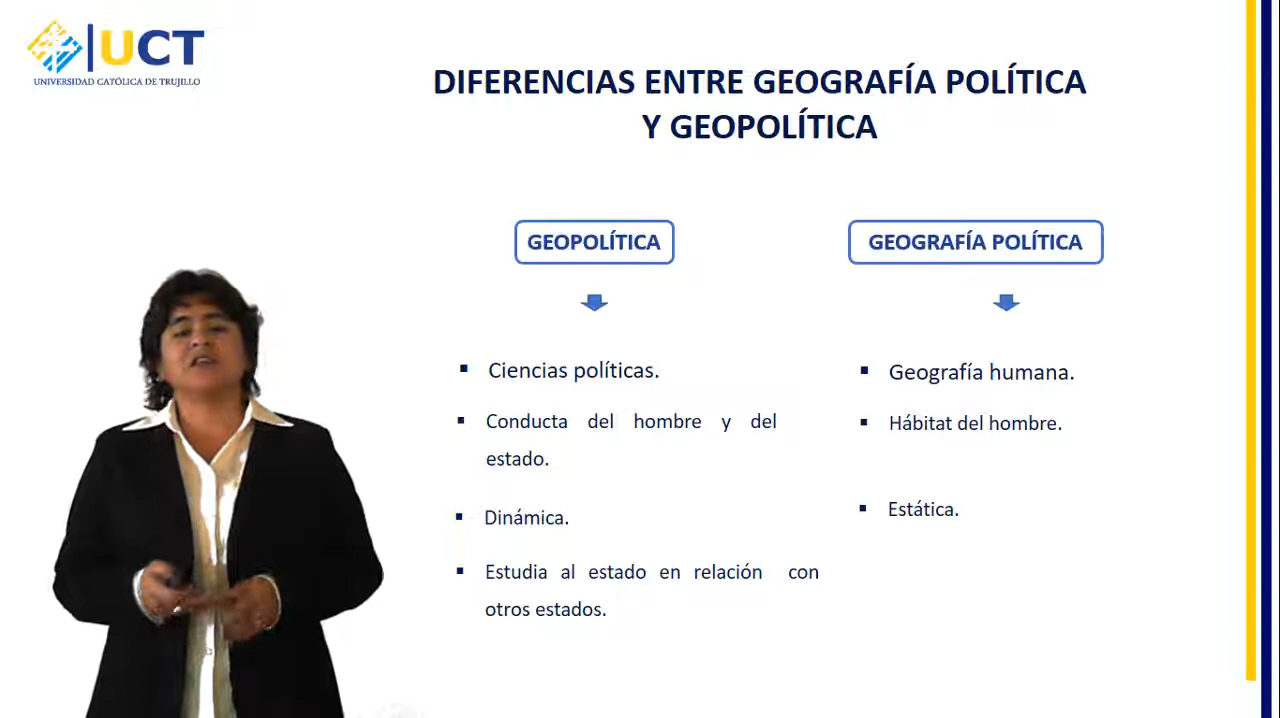 UCT
UNIVERSIDAD CATÓLICA DE TRUJILLO
DIFERENCIAS ENTRE GEOGRAFÍA POLÍTICA
Y GEOPOLÍTICA
GEOPOLÍTICA
▪ Ciencias políticas.
▪ Conducta del hombre y del
estado.
▪ Dinámica.
▪ Estudia al estado en relación con
otros estados.
GEOGRAFÍA POLÍTICA
▪ Geografía humana.
▪ Hábitat del hombre.
▪ Estática.